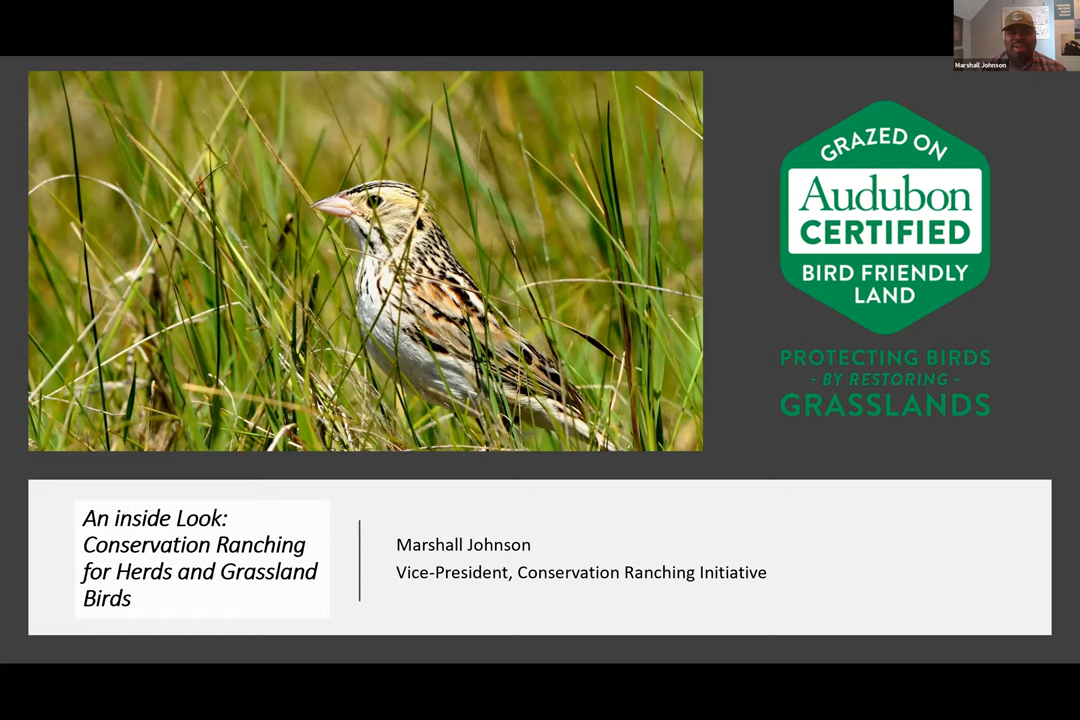 Marshall Johnson
GRAZED ON
Audubon
CERTIFIED
BIRD FRIENDLY
LAND
PROTECTING BIRDS
- BY RESTORING -
GRASSLANDS
An inside Look:
Conservation Ranching
for Herds and Grassland
Birds
Marshall Johnson
Vice-President, Conservation Ranching Initiative